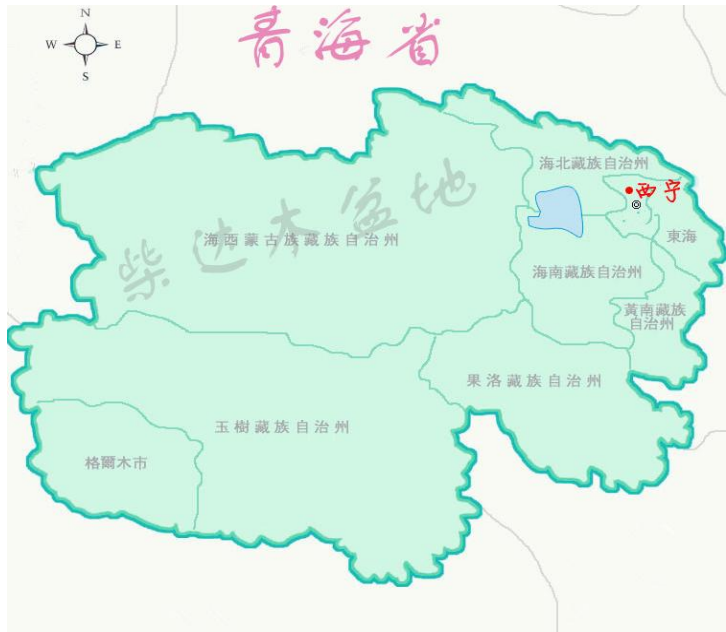 N
W E
S
青海省
海北藏族自治州
西宁
柴达木盆地
海西蒙古族藏族自治州
東海
海南藏族自治州
黃南藏族
自治州
果洛藏族自治州
玉樹藏族自治州
格爾木市